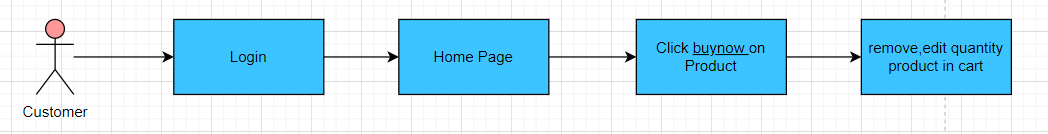 Customer
Login
Home Page
Click buynow on
Product
remove,edit quantity
product in cart